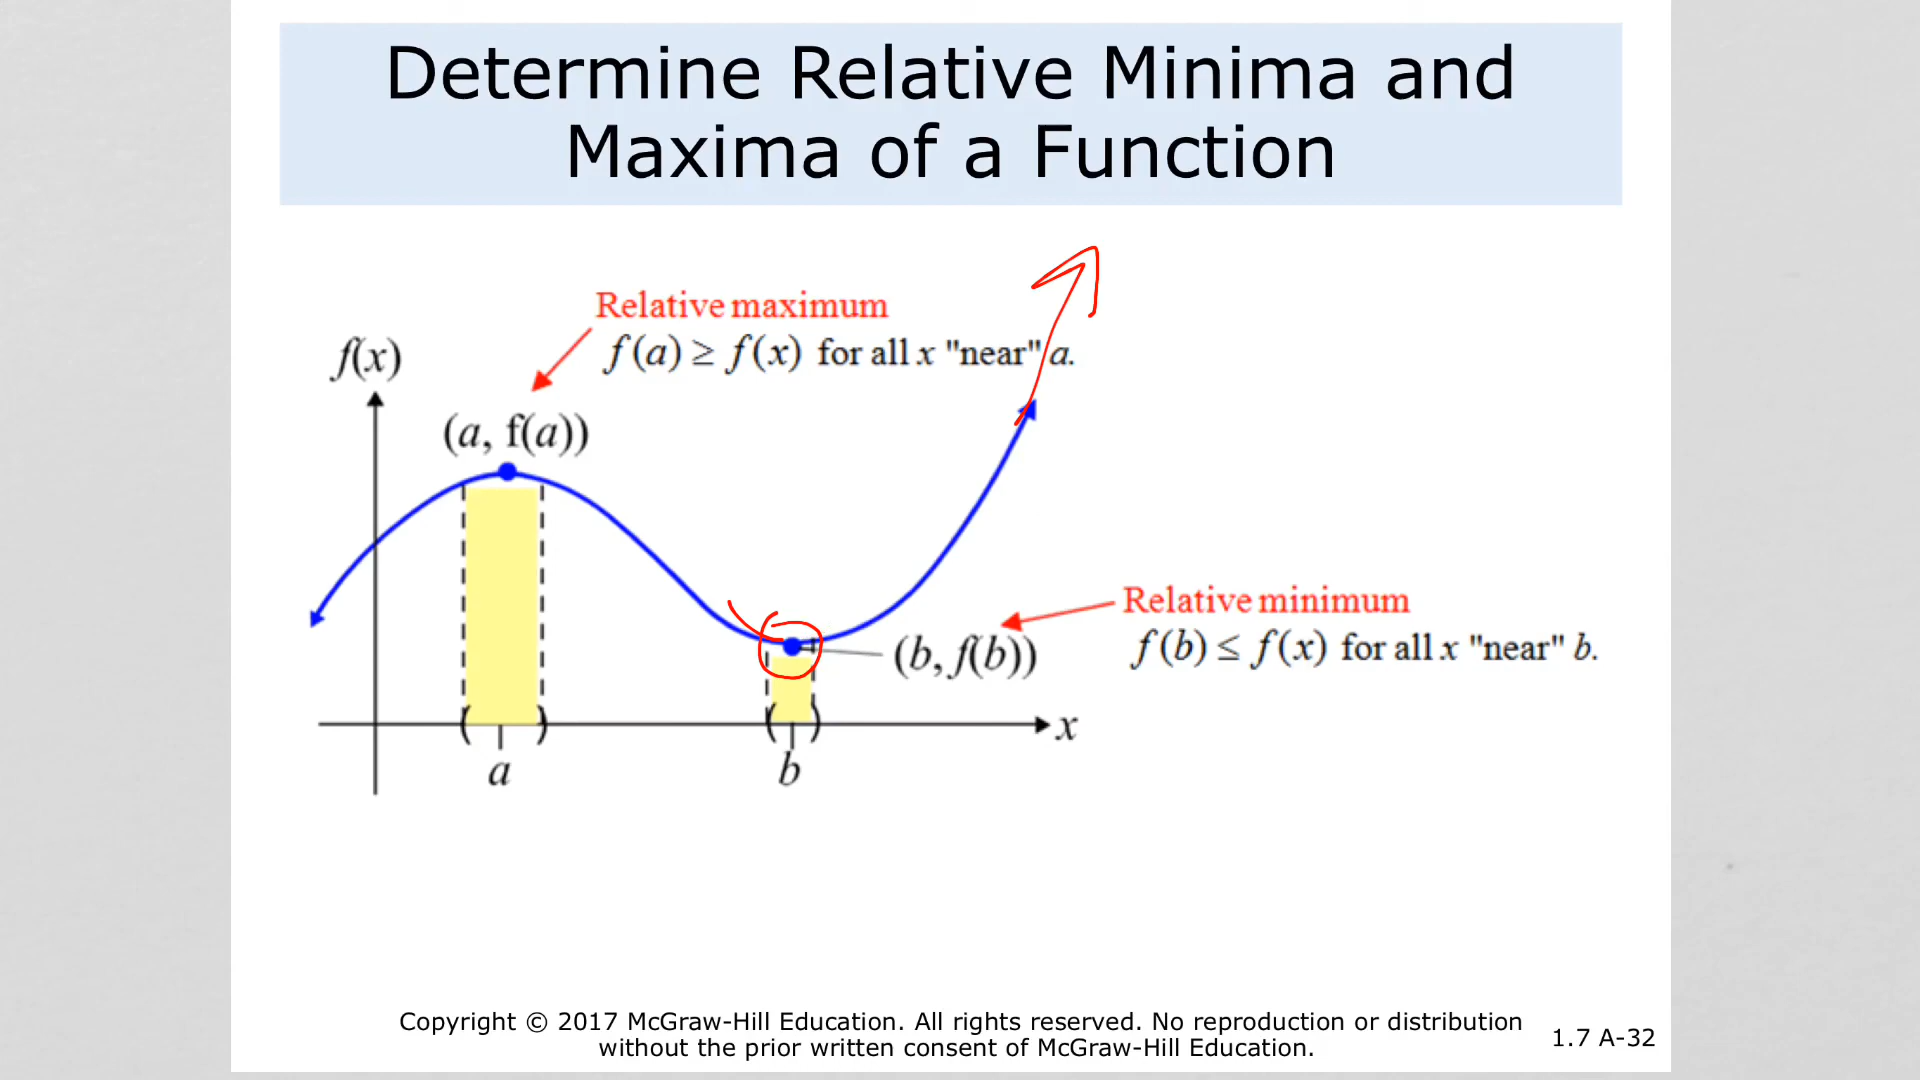 Determine Relative Minima and
Maxima of a Function
Relative maximum
f(a) ≥ f(x) for all x "near" a.
f(x)
(a, f(a))
Relative minimum
f(b) ≤ f(x) for all x "near" b.
(b, f(b))
( ) ( ) x
a b
Copyright © 2017 McGraw-Hill Education. All rights reserved. No reproduction or distribution
without the prior written consent of McGraw-Hill Education.
1.7 A-32